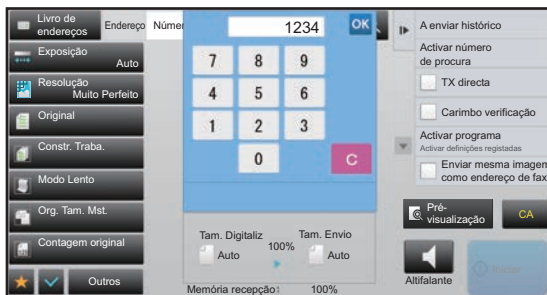 Livro de
endereços
Endereço
Númer
Exposição
Auto
Resolução
Muito Perfeito
Original
Constr. Traba.
Modo Lento
Org. Tam. Mst.
Contagem original
Outros
1234
OK
7 8 9
4 5 6
1 2 3
0
C
Tam. Digitaliz
Auto
100%
Tam. Envio
Auto
Memória recepção: 100%
A enviar histórico
Activar número
de procura
TX directa
Carimbo verificação
Activar programa
Activar definições registadas
Enviar mesma imagem
como endereço de fax
Pré-
visualização
CA
Altifalante
Iniciar